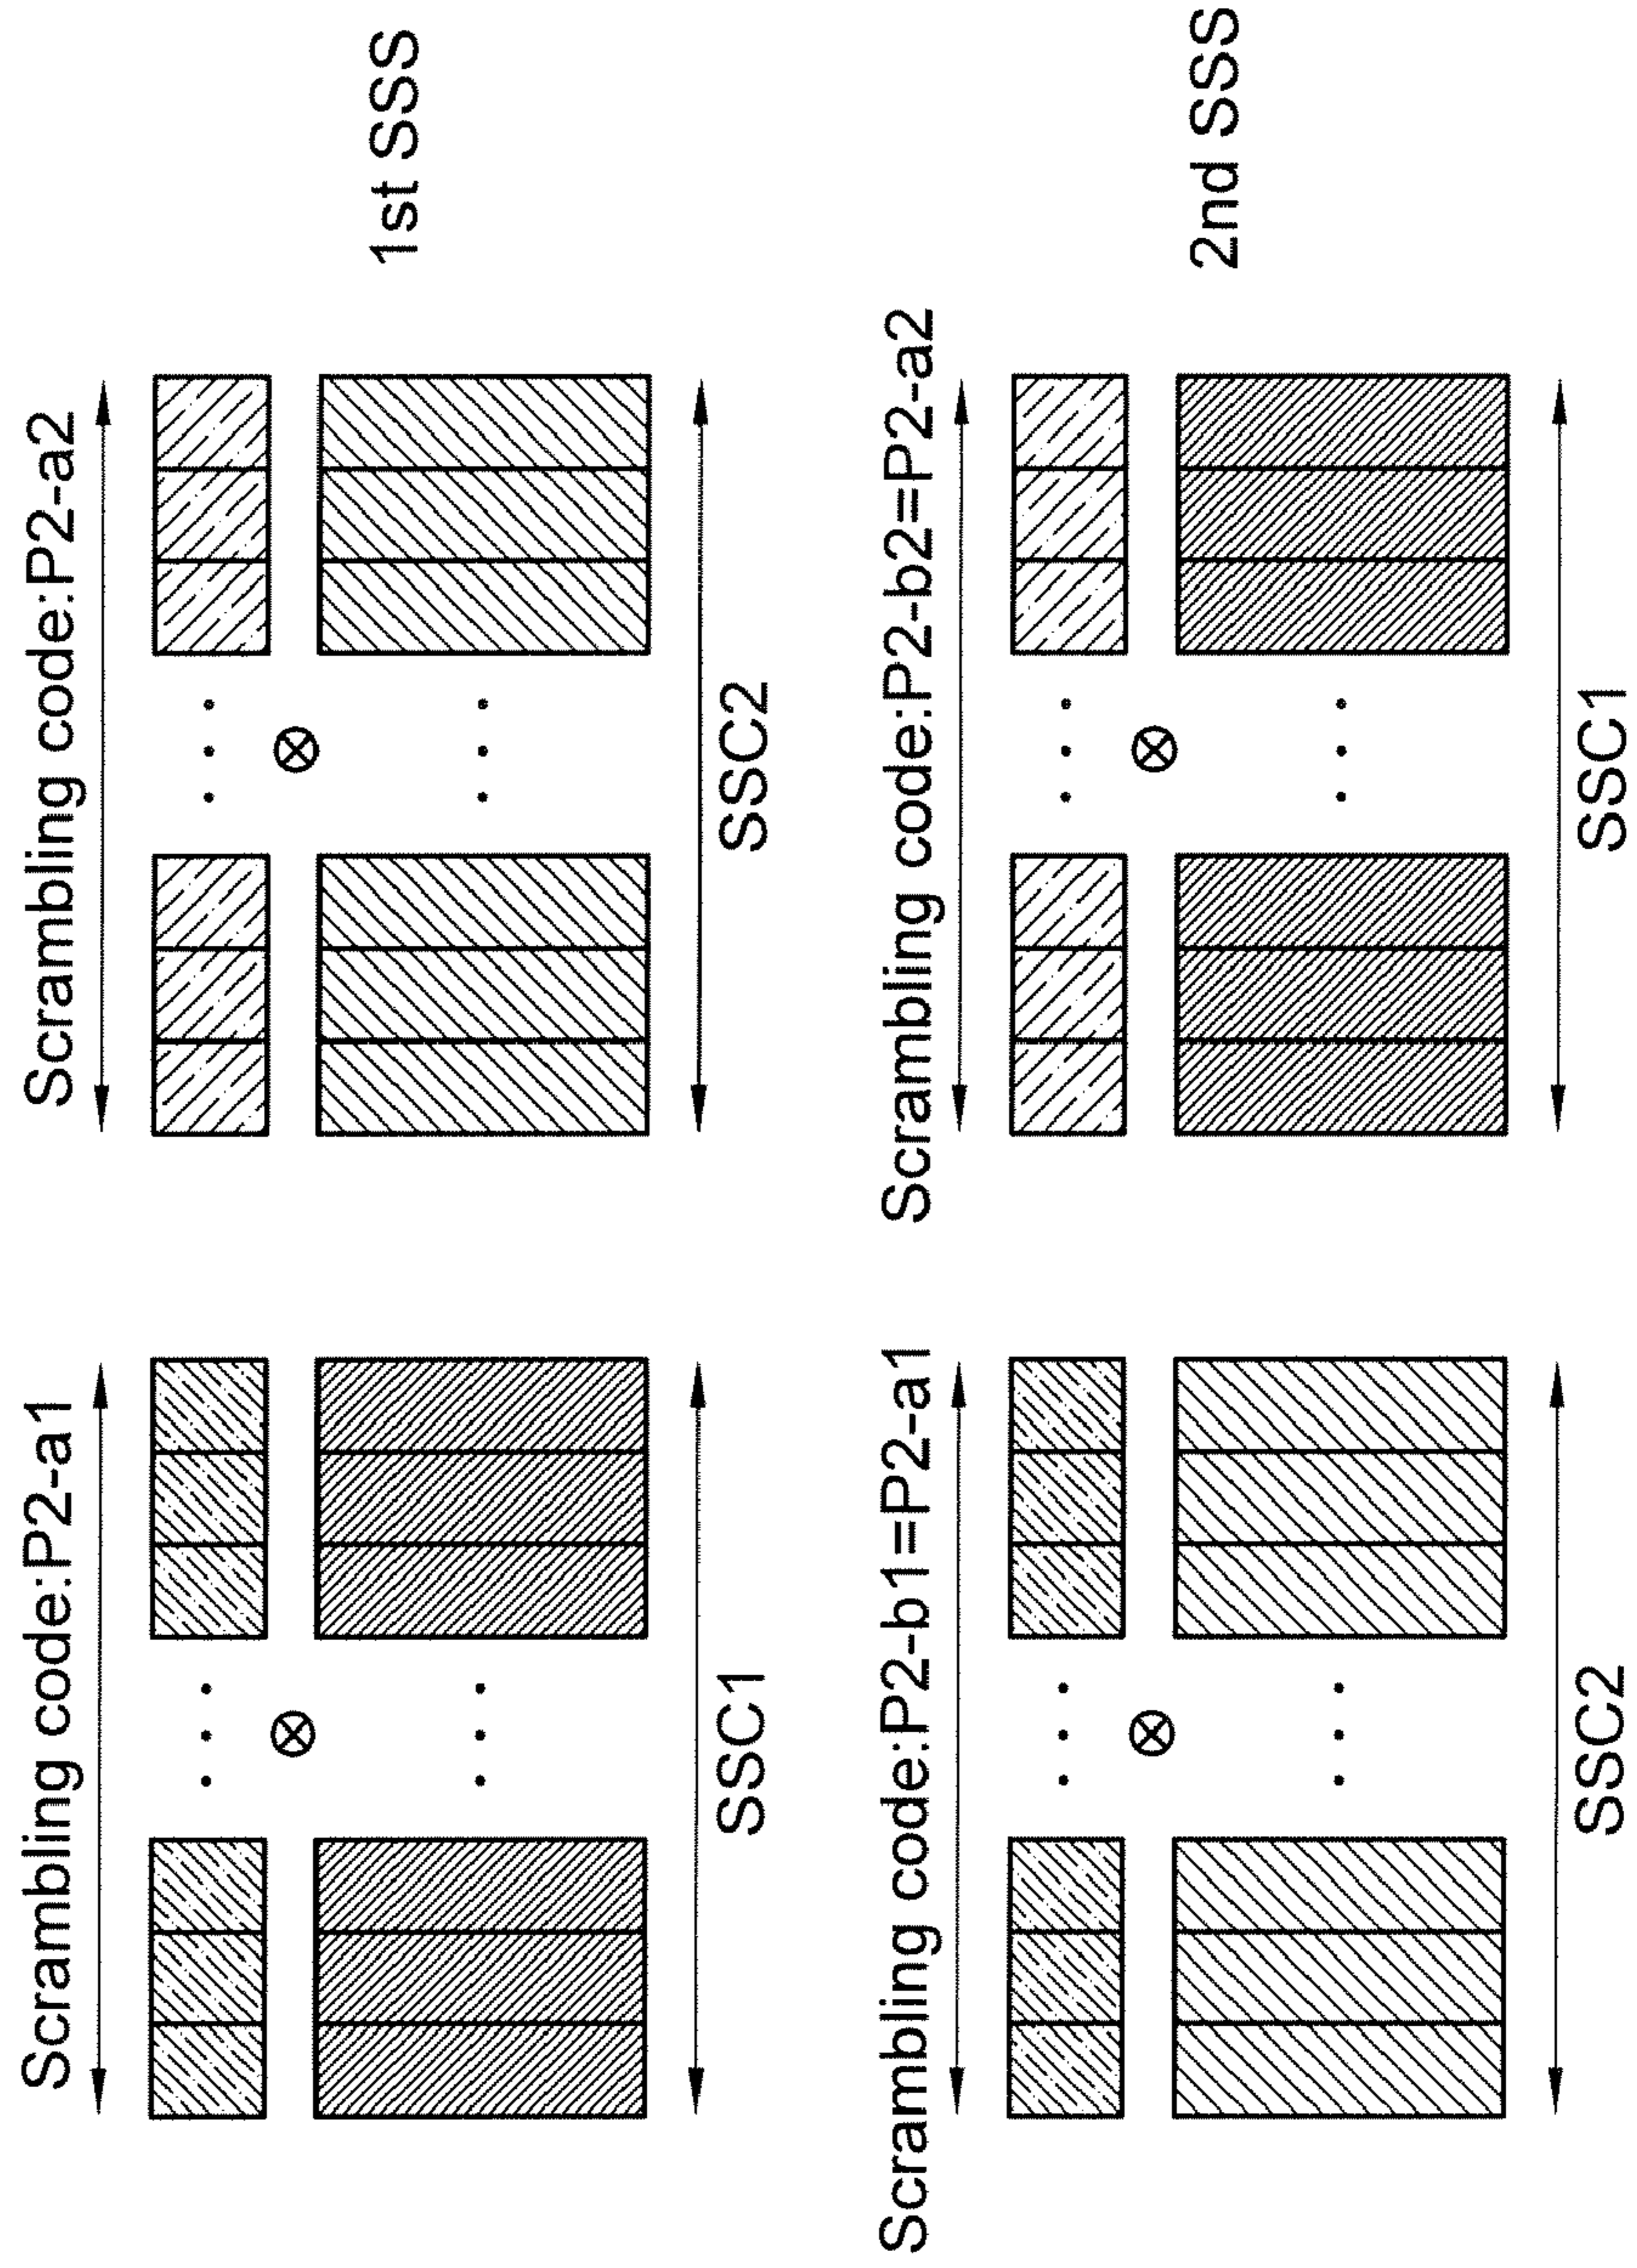 Scrambling code:P2-a1
Scrambling code:P2-a2
1st SSS
SSC1
SSC2
Scrambling code:P2-b1=P2-a1
Scrambling code:P2-b2=P2-a2
2nd SSS
SSC2
SSC1